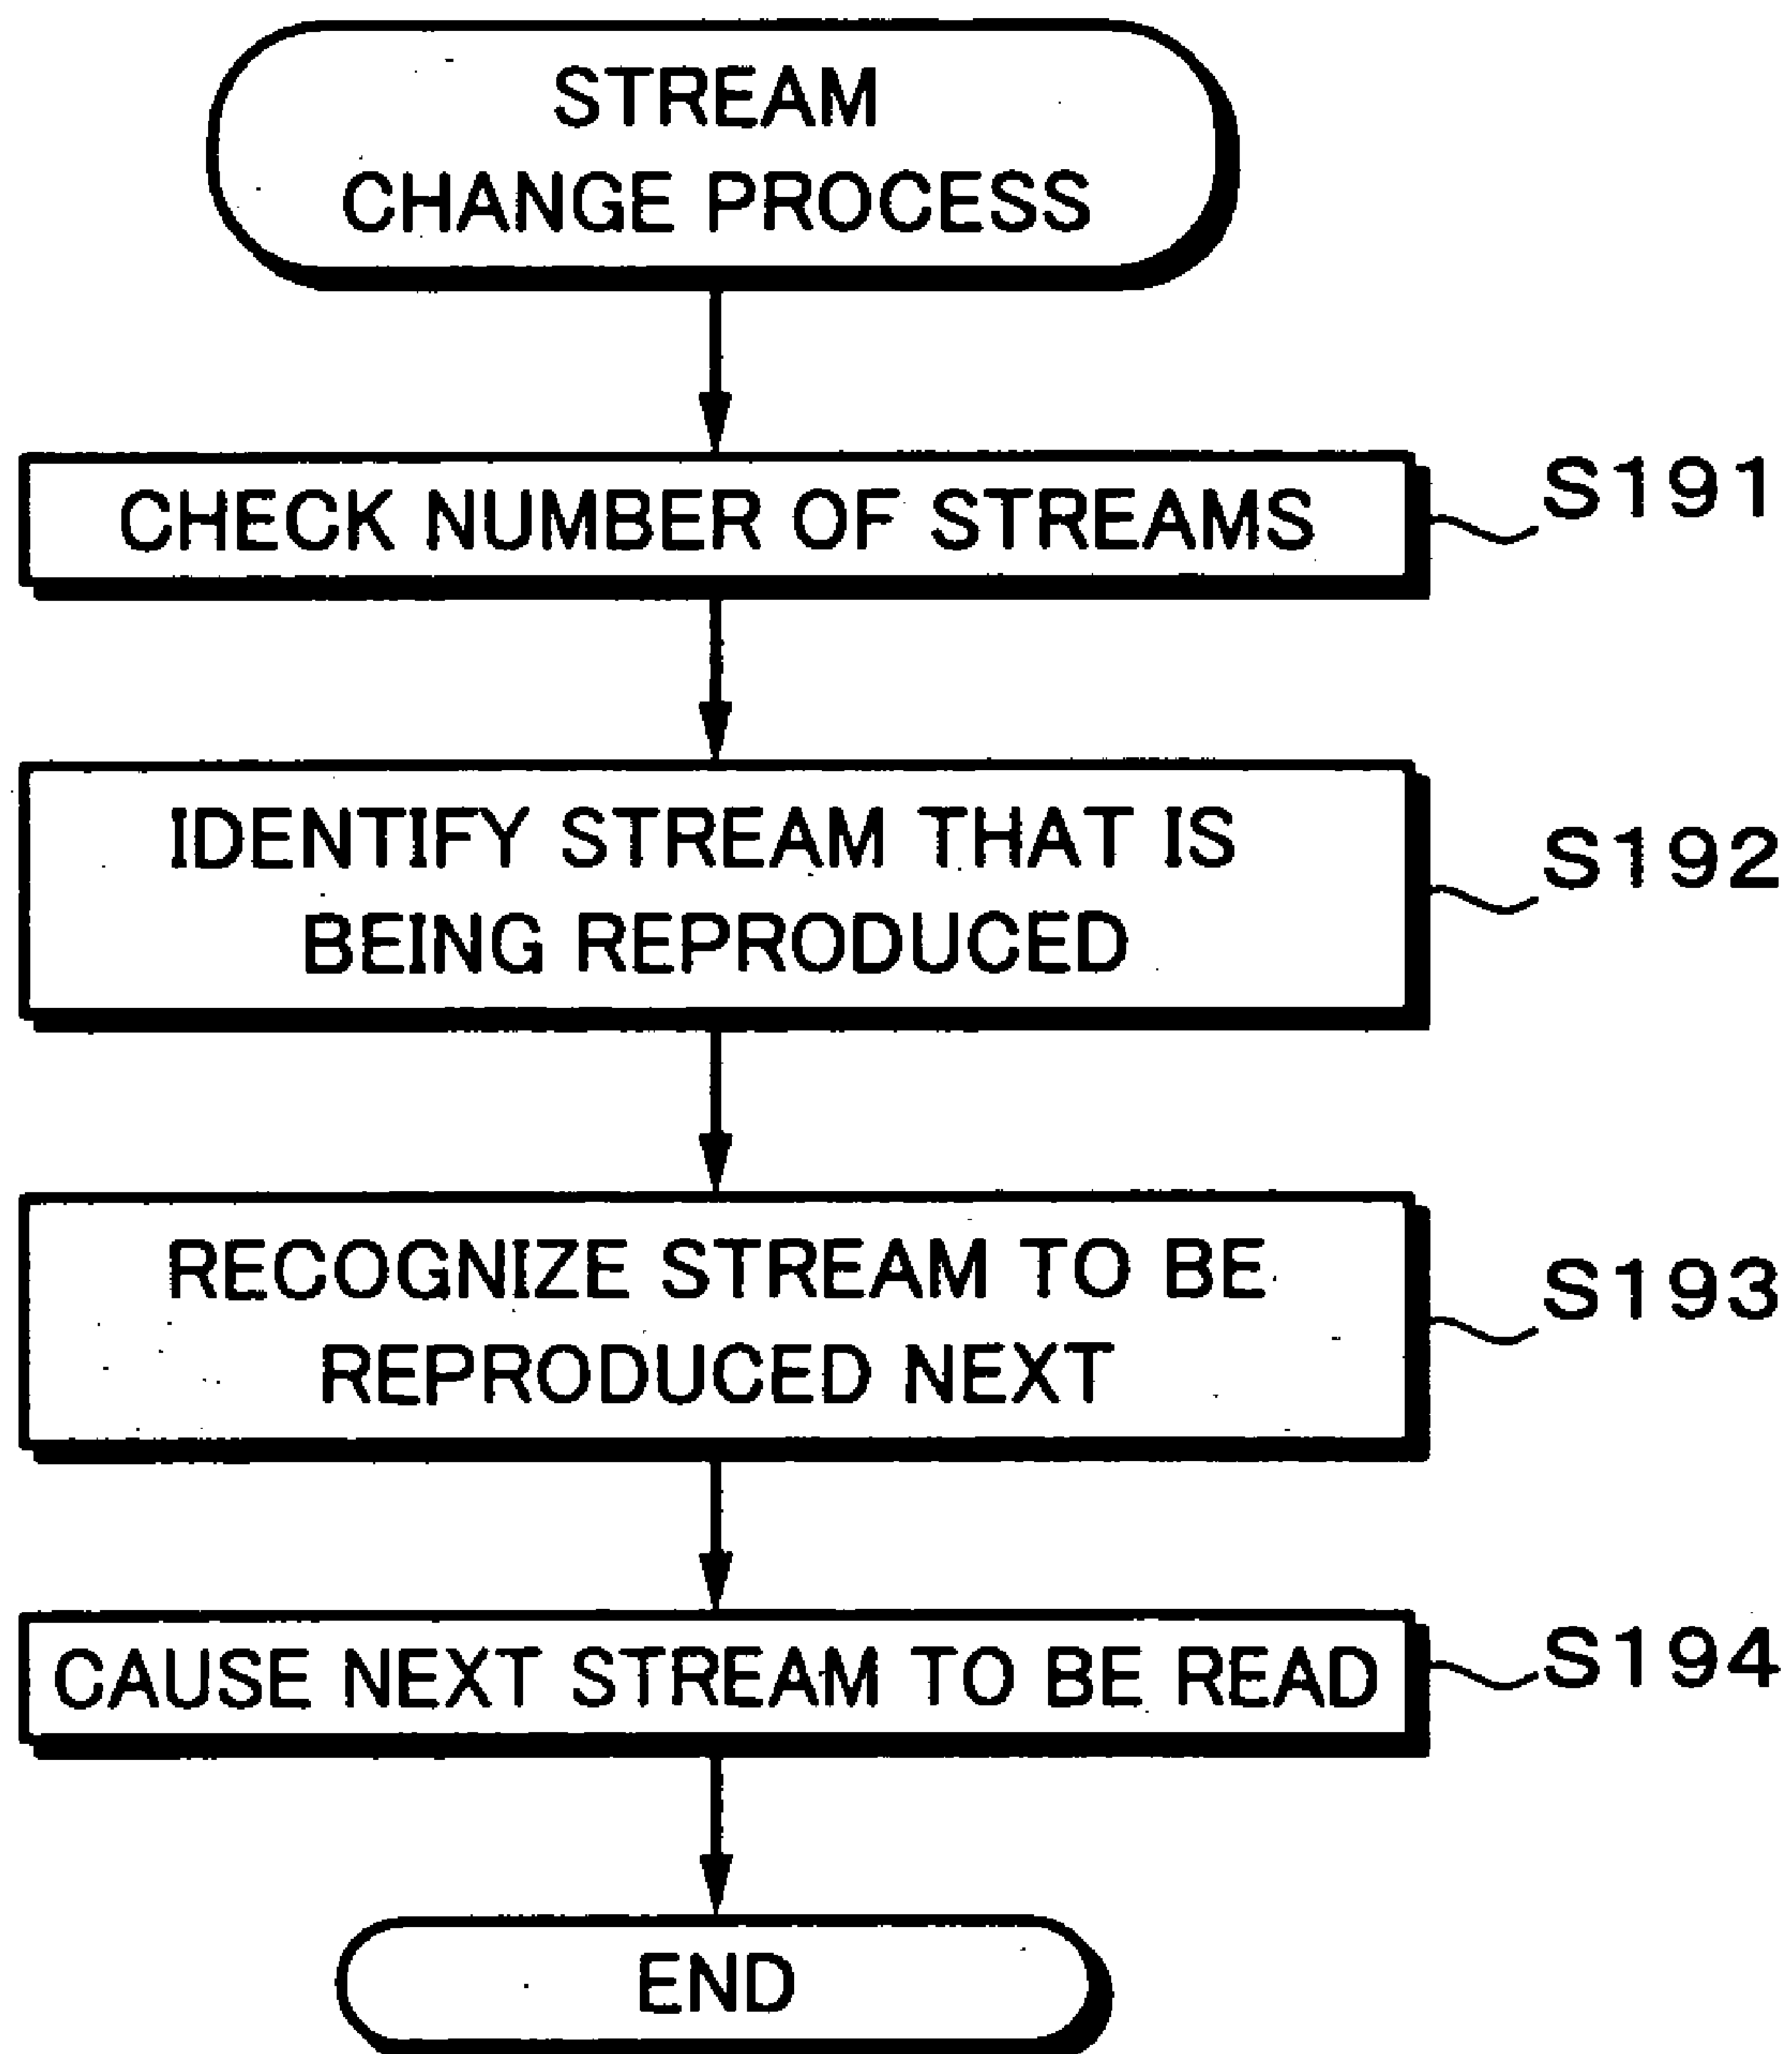 STREAM
CHANGE PROCESS
CHECK NUMBER OF STREAMS
S191
IDENTIFY STREAM THAT IS
BEING REPRODUCED
S192
RECOGNIZE STREAM TO BE
REPRODUCED NEXT
S193
CAUSE NEXT STREAM TO BE READ
S194
END